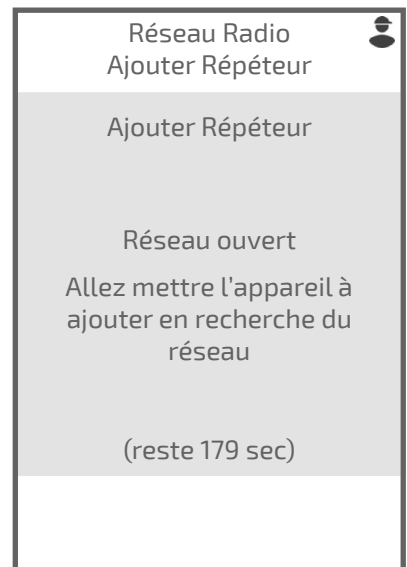 Réseau Radio
Ajouter Répéteur
Ajouter Répéteur
Réseau ouvert
Allez mettre l'appareil à
ajouter en recherche du
réseau
(reste 179 sec)